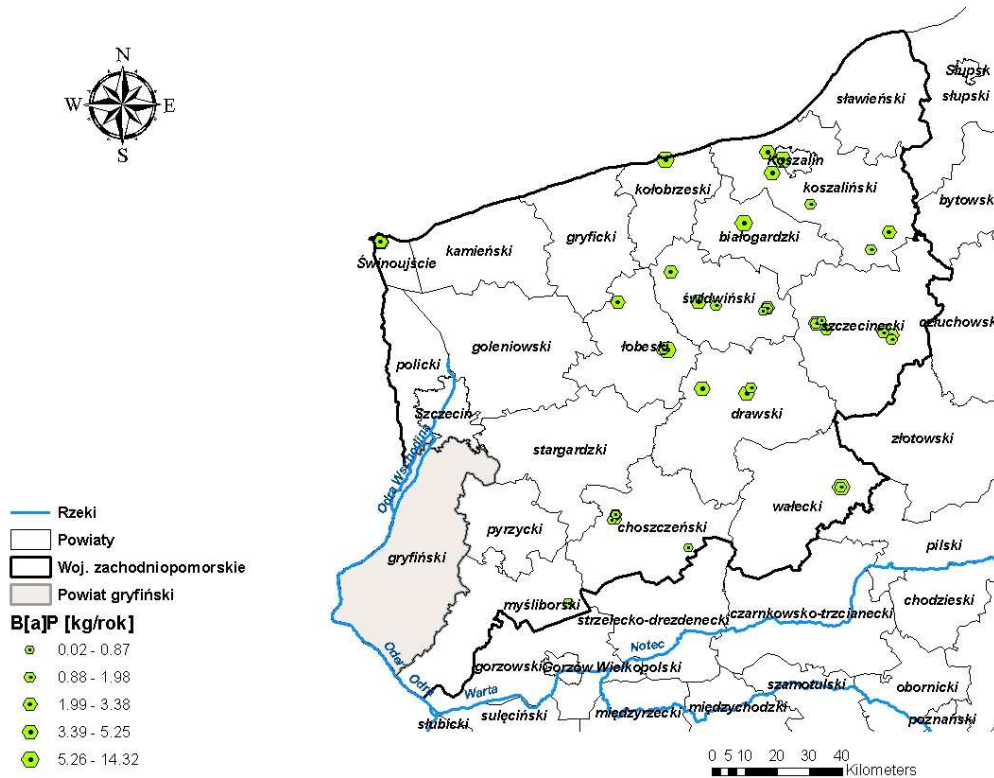 N
W E
S
Słupsk
słupski
sławieński
Koszalin
kołobrzeski
koszaliński
bytowsk
białogardzki
gryficki
kamieński
Świnoujście
świdwiński
szczecinecki
człuchowsk
łobeski
goleniowski
policki
drawski
Szczecin
stargardzki
złotowski
Odra Wschodnia
wałecki
choszczeński
pyrzycki
pilski
gryfiński
myśliborski
strzelecko-drezdenecki
czarnkowsko-trzcianecki
chodzieski
Notec
Oder
Odra
gorzowski
Gorzów Wielkopolski
Warta
szamotulski
obornicki
słubicki
sulęciński
międzyrzecki
międzychodzki
poznański
Rzeki
Powiaty
Woj. zachodniopomorskie
Powiat gryfiński
B[a]P [kg/rok]
0.02 - 0.87
0.88 - 1.98
1.99 - 3.38
3.39 - 5.25
5.26 - 14.32
0 5 10 20 30 40
Kilometers